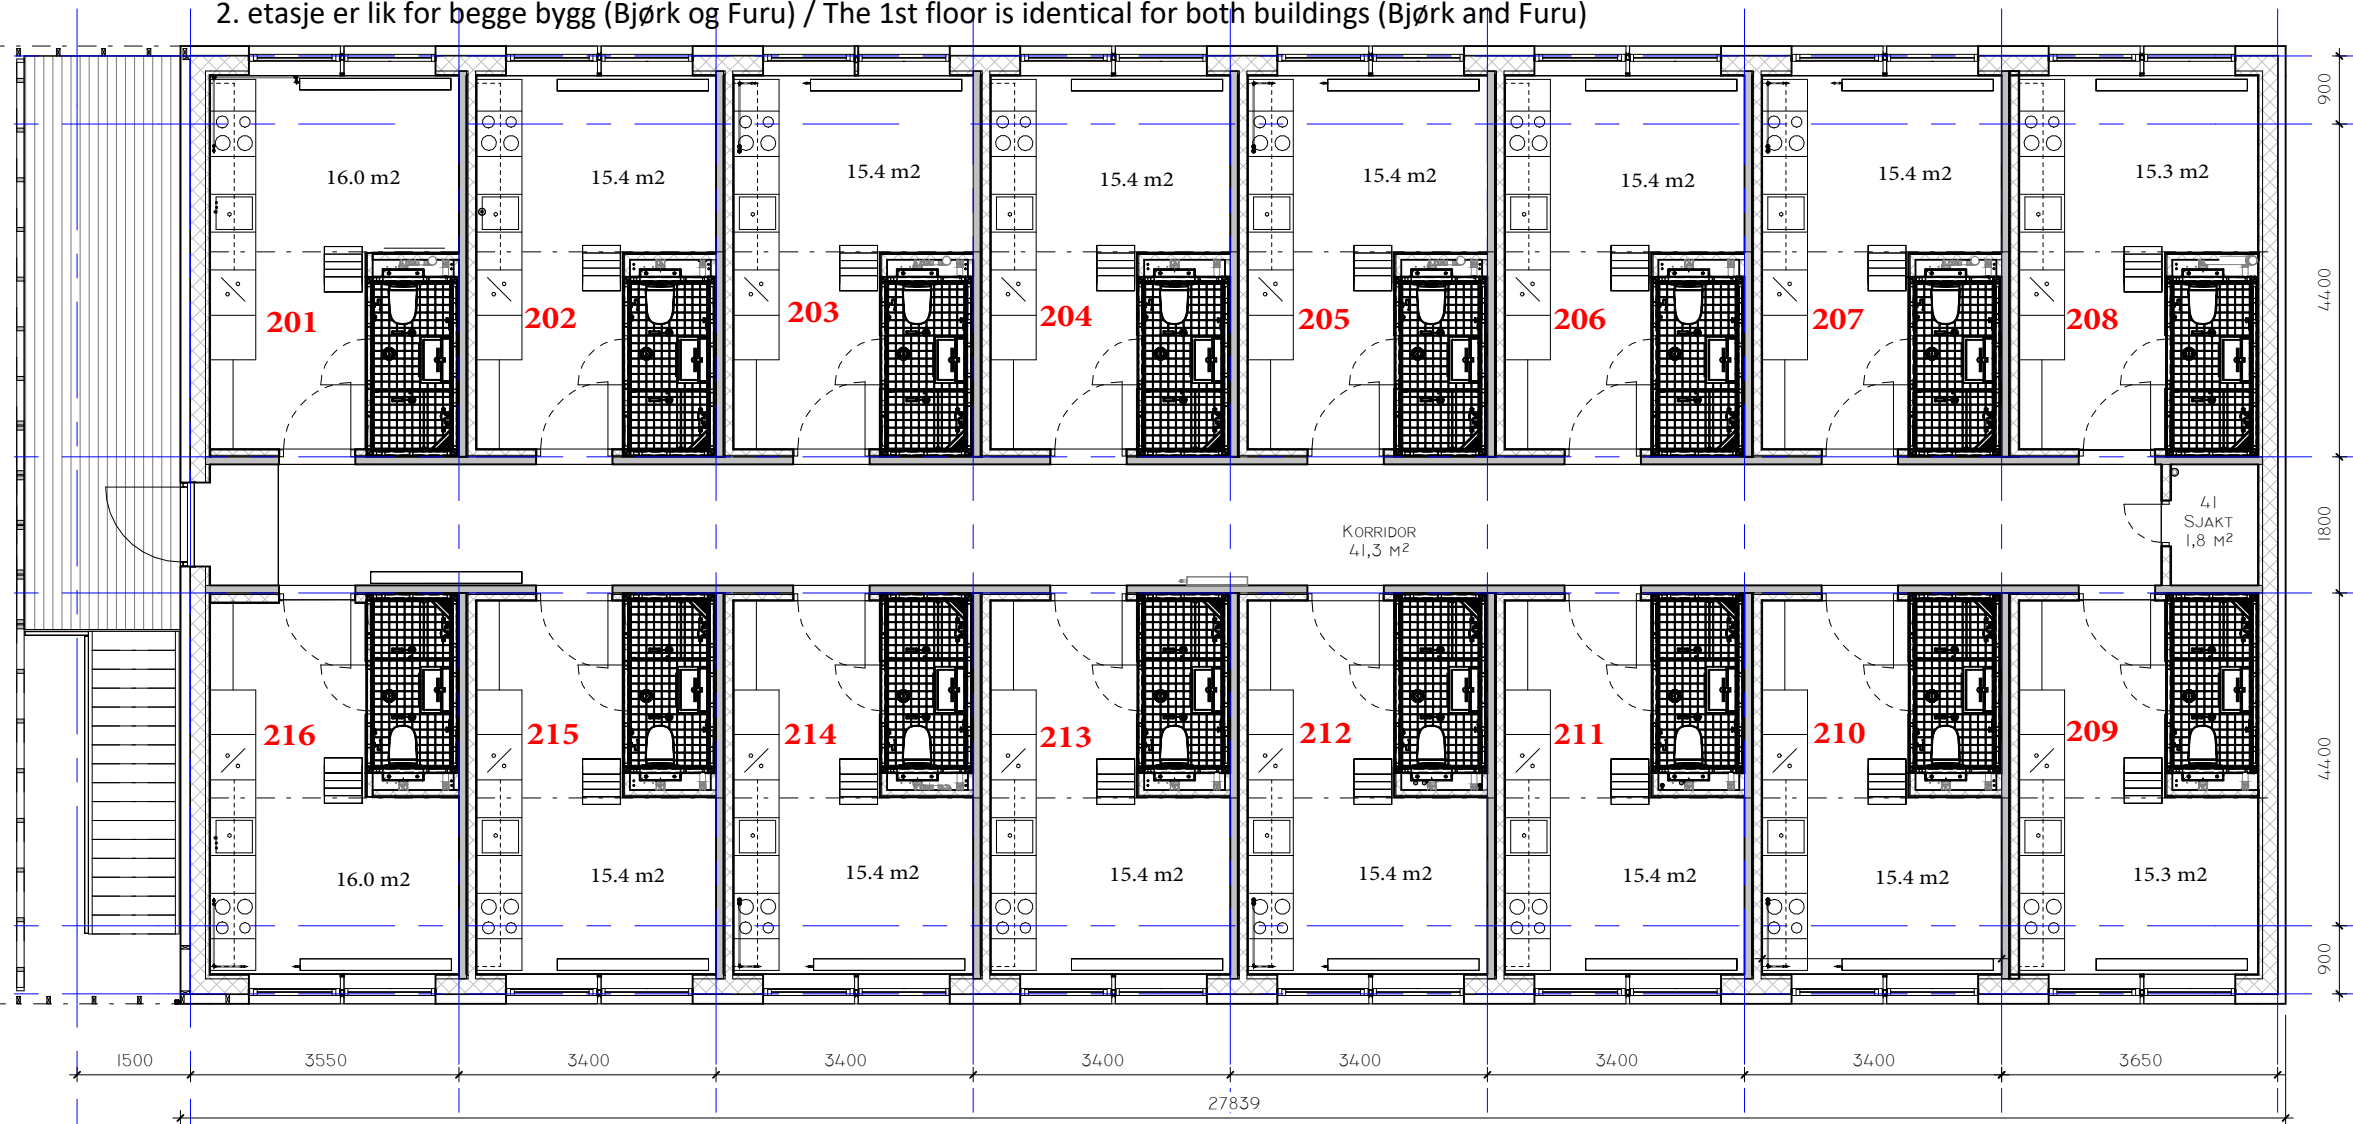 2. etasje er lik for begge bygg (Bjørk og Furu) / The 1st floor is identical for both buildings (Bjørk and Furu)
16.0 m2 15.4 m2 15.4 m2 15.4 m2 15.4 m2 15.4 m2 15.4 m2 15.3 m2
201 202 203 204 205 206 207 208
KORRIDOR
41,3 M²
41
SJAKT
1,8 M²
216 215 214 213 212 211 210 209
16.0 m2 15.4 m2 15.4 m2 15.4 m2 15.4 m2 15.4 m2 15.4 m2 15.3 m2
900
4400
1800
4400
900
1500 3550 3400 3400 3400 3400 3400 3400 3650
27839